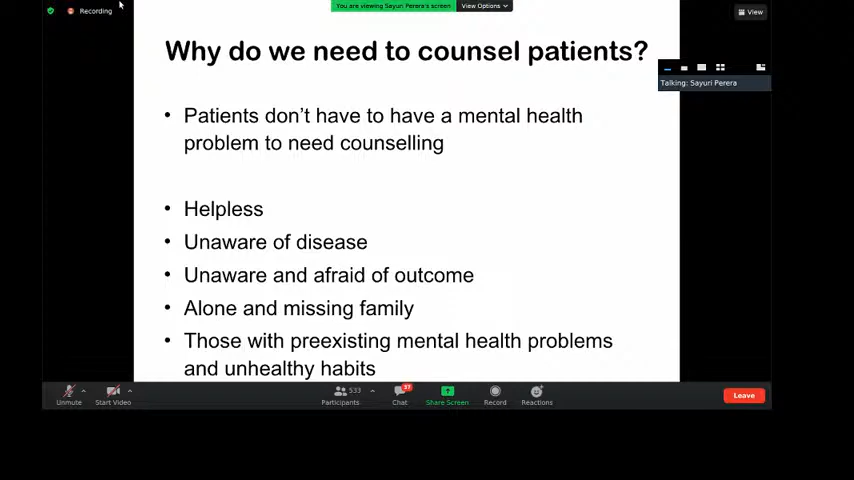 Recording
You are viewing Sayuri Perera's screen
View Options
View
Why do we need to counsel patients?
Talking: Sayuri Perera
• Patients don't have to have a mental health
problem to need counselling
• Helpless
• Unaware of disease
• Unaware and afraid of outcome
• Alone and missing family
• Those with preexisting mental health problems
and unhealthy habits
533
37
Unmute
Start Video
Participants
Chat
Share Screen
Record
Reactions
Leave